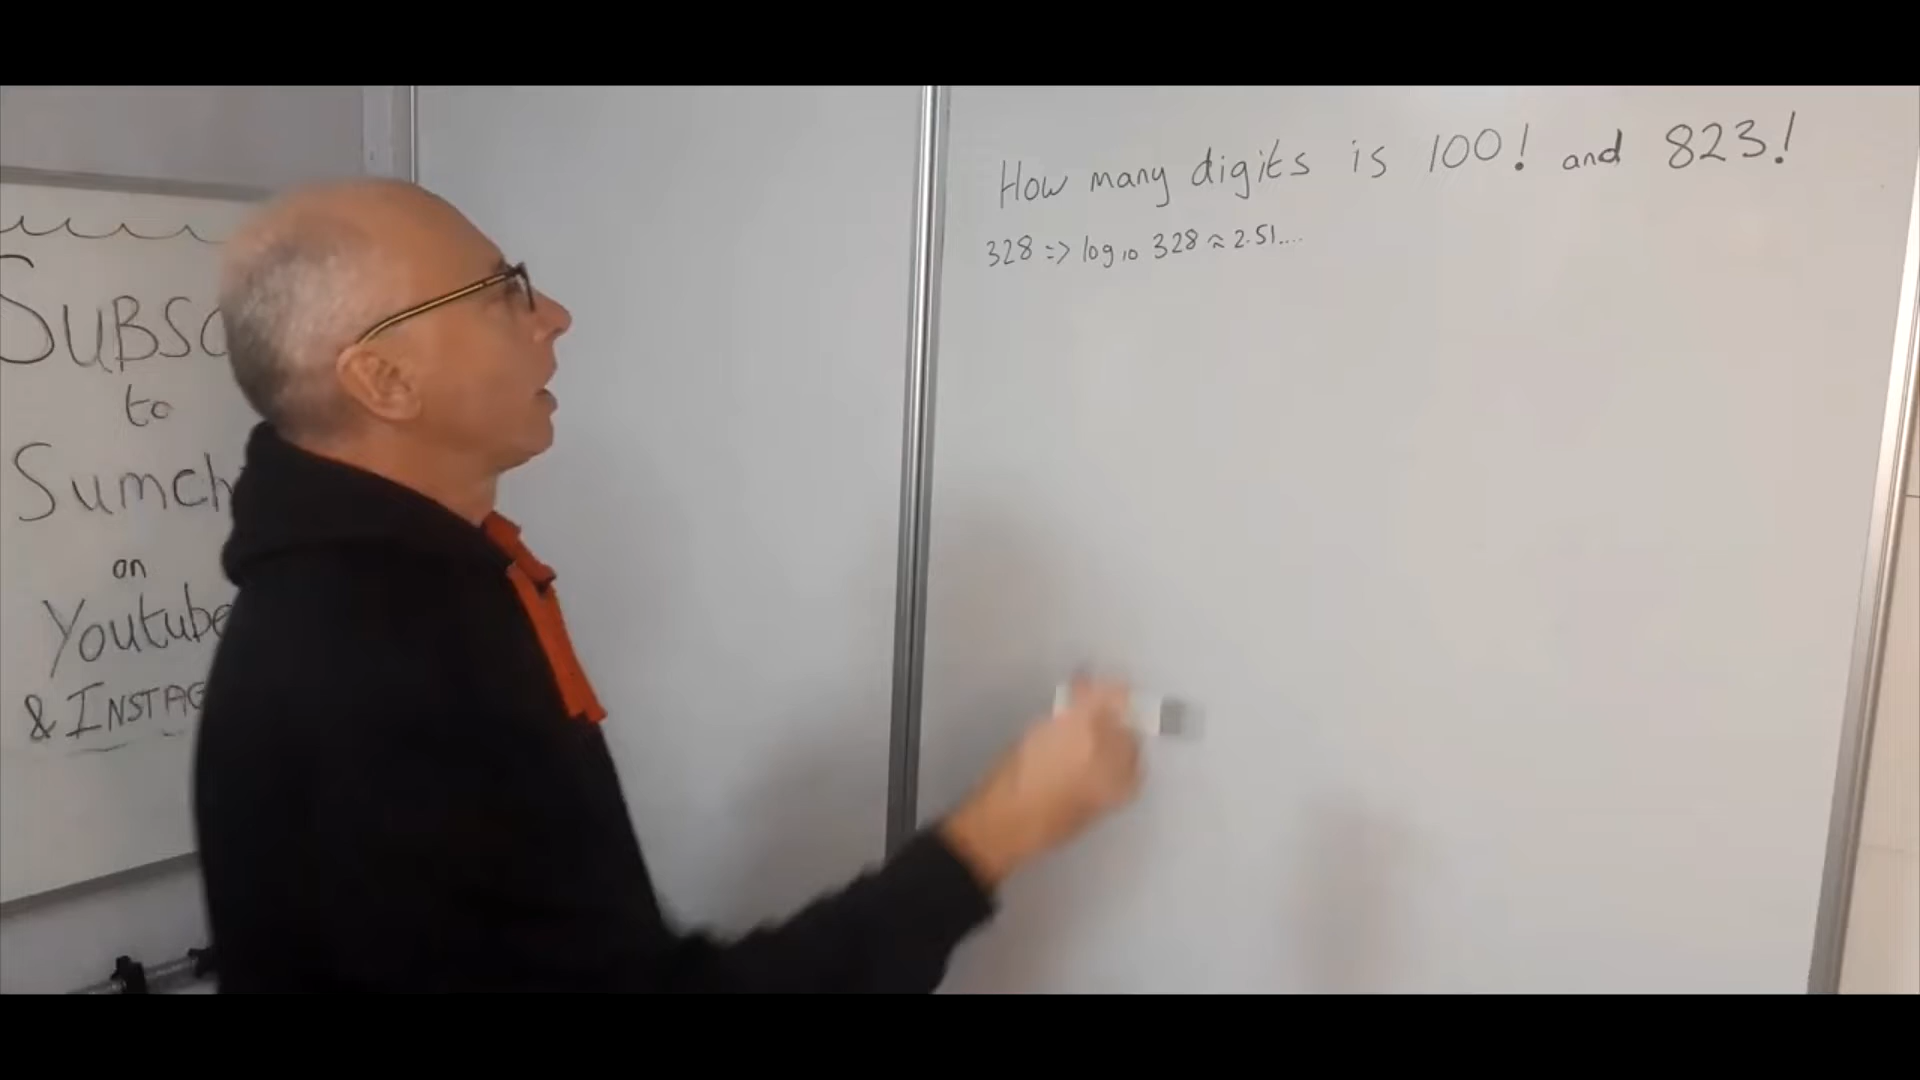 How many digits is 100! and 823!
328 => log₁₀ 328 ≈ 2.51....
SUBSC
to
Sumch
on
Youtube
& INSTAG